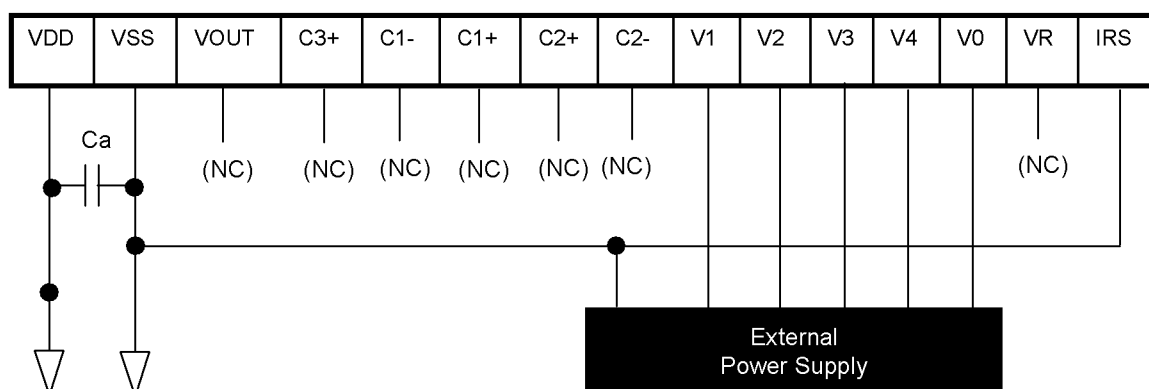 VDD VSS VOUT C3+ C1- C1+ C2+ C2- V1 V2 V3 V4 V0 VR IRS
Ca
(NC) (NC) (NC) (NC) (NC) (NC) (NC)
External
Power Supply